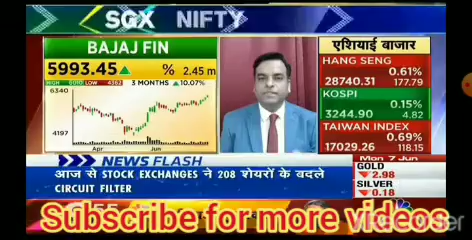 SGX NIFTY
BAJAJ FIN
5993.45 % 2.45 m
HIGH 6010 LOW 4362 3 MONTHS 10.07%
6340
4197
Apr Jun
एशियाई बाजार
HANG SENG
0.61%
28740.31 177.79
KOSPI
0.15%
3244.90 4.82
TAIWAN INDEX
0.69%
17029.26 118.15
Mon 7 Jun
NEWS FLASH
आज से STOCK EXCHANGES ने 208 शेयरों के बदले
CIRCUIT FILTER
GOLD
2.98
SILVER
0.18
Subscribe for more videos